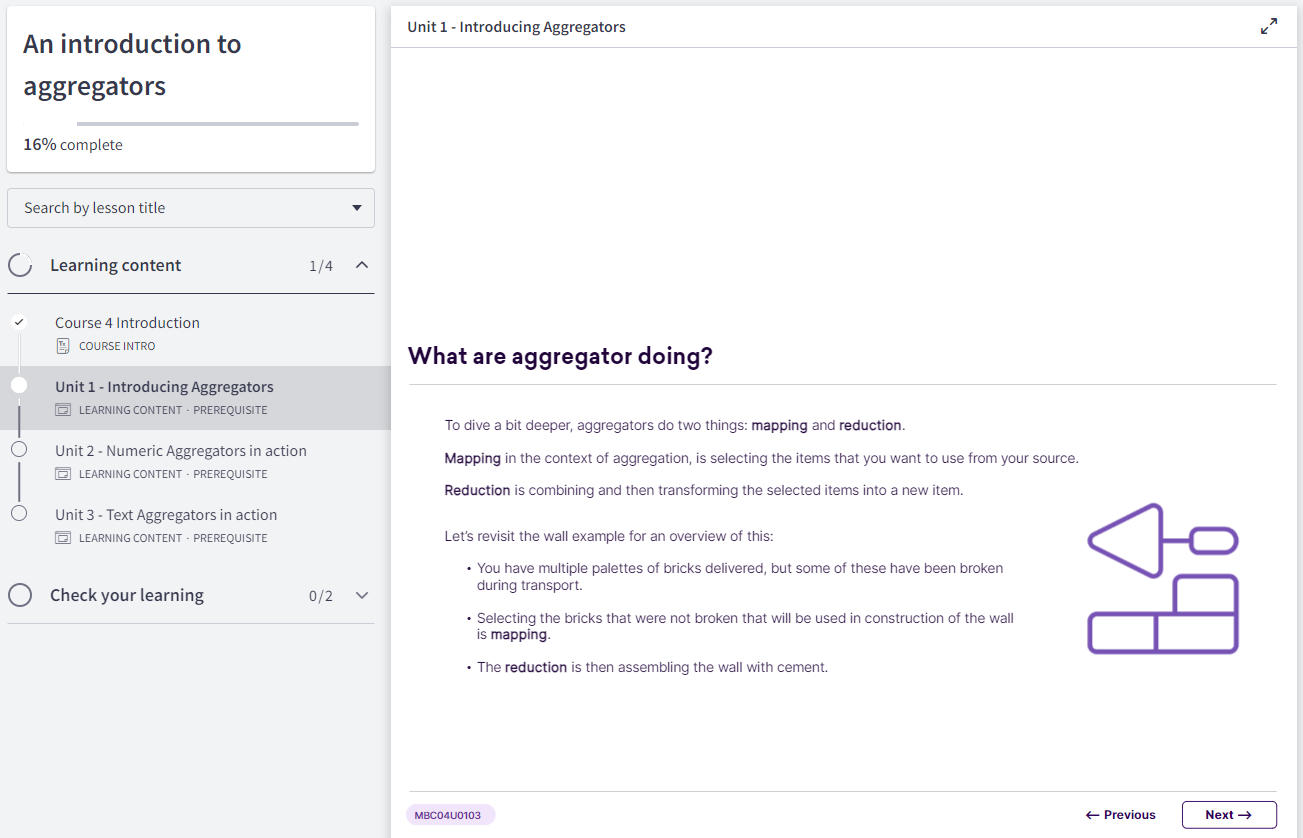 An introduction to
aggregators
16% complete
Search by lesson title
Learning content 1/4
Course 4 Introduction
COURSE INTRO
Unit 1 - Introducing Aggregators
LEARNING CONTENT · PREREQUISITE
Unit 2 - Numeric Aggregators in action
LEARNING CONTENT · PREREQUISITE
Unit 3 - Text Aggregators in action
LEARNING CONTENT · PREREQUISITE
Check your learning 0/2
Unit 1 - Introducing Aggregators
What are aggregator doing?
To dive a bit deeper, aggregators do two things: mapping and reduction.
Mapping in the context of aggregation, is selecting the items that you want to use from your source.
Reduction is combining and then transforming the selected items into a new item.
Let's revisit the wall example for an overview of this:
• You have multiple palettes of bricks delivered, but some of these have been broken
during transport.
• Selecting the bricks that were not broken that will be used in construction of the wall
is mapping.
• The reduction is then assembling the wall with cement.
MBC04U0103
← Previous
Next →